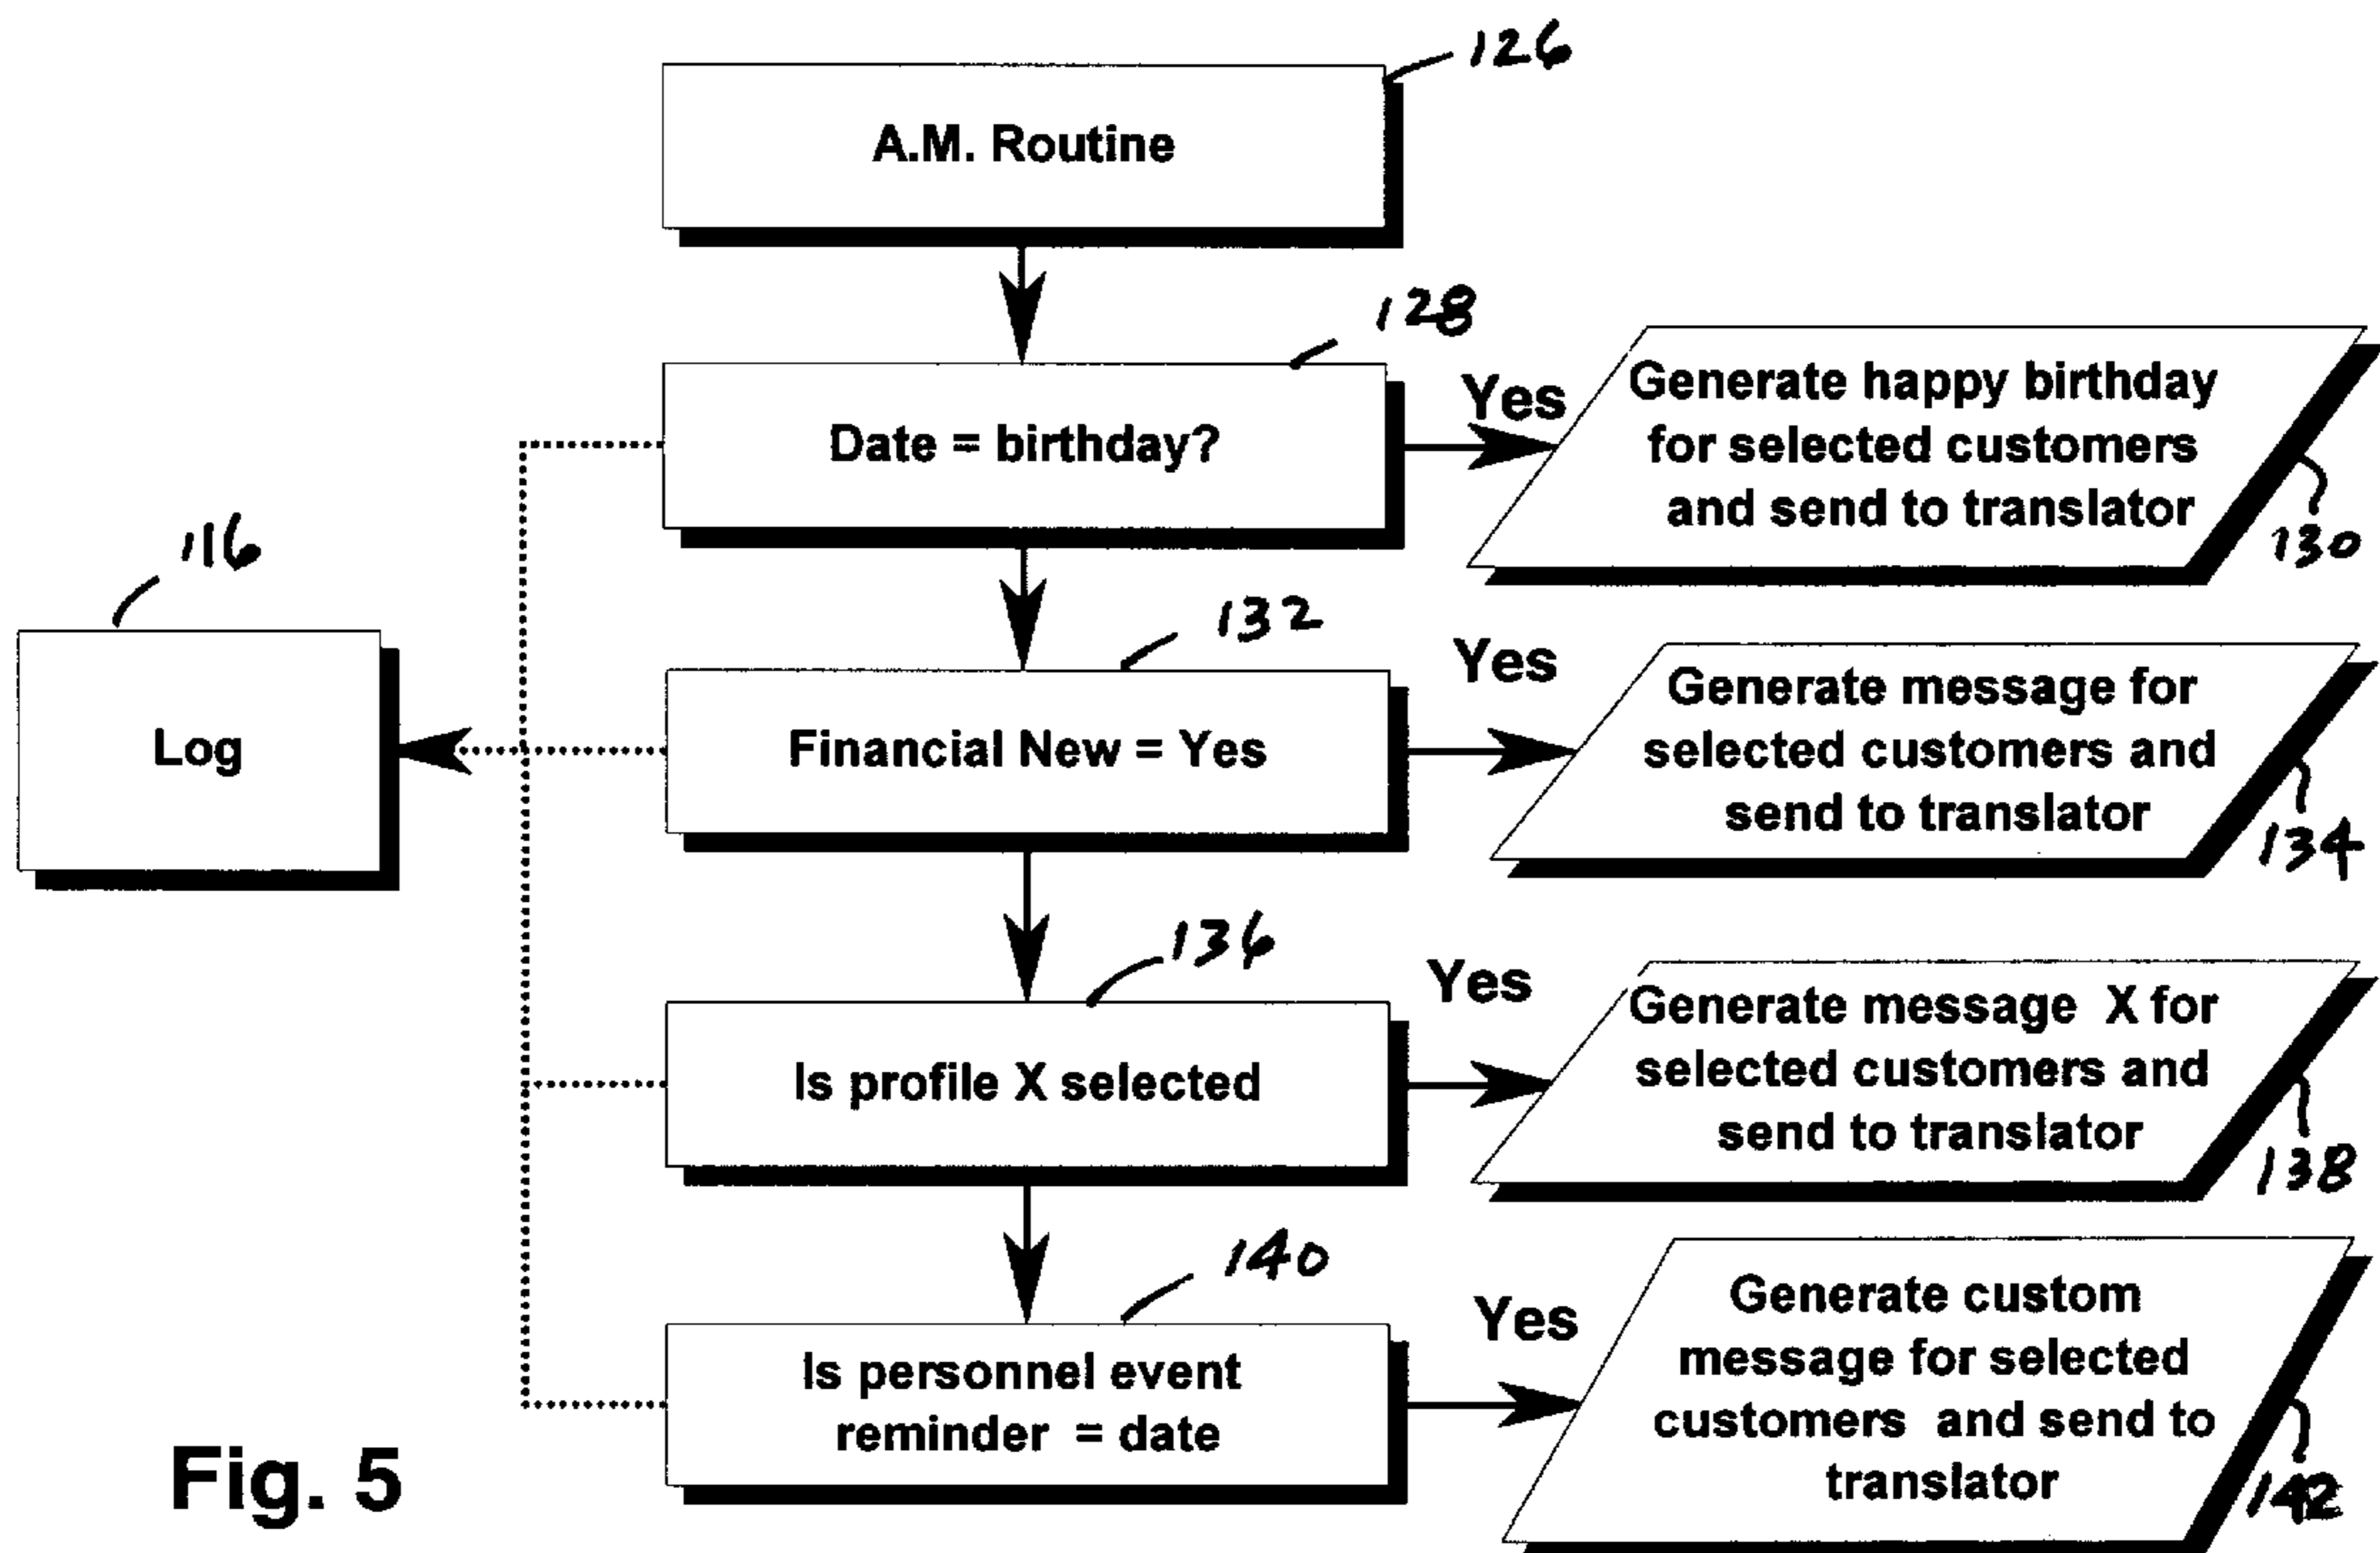 126
A.M. Routine
128
Date = birthday?
Yes
Generate happy birthday
for selected customers
and send to translator
130
116
Log
132
Financial New = Yes
Yes
Generate message for
selected customers and
send to translator
134
136
Is profile X selected
Yes
Generate message X for
selected customers and
send to translator
138
140
Is personnel event
reminder = date
Yes
Generate custom
message for selected
customers and send to
translator
142
Fig. 5